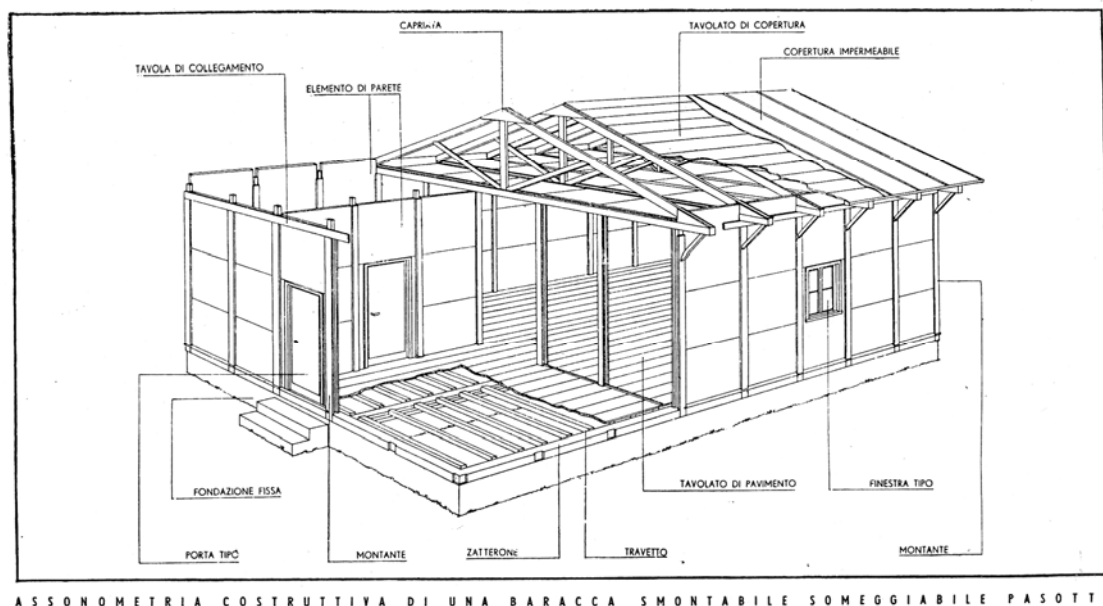 CAPRIATA
TAVOLATO DI COPERTURA
COPERTURA IMPERMEABILE
TAVOLA DI COLLEGAMENTO
ELEMENTO DI PARETE
FONDAZIONE FISSA
TAVOLATO DI PAVIMENTO
FINESTRA TIPO
PORTA TIPO
MONTANTE
ZATTERONE
TRAVETTO
MONTANTE
ASSONOMETRIA COSTRUTTIVA DI UNA BARACCA SMONTABILE SOMEGGIABILE PASOTT